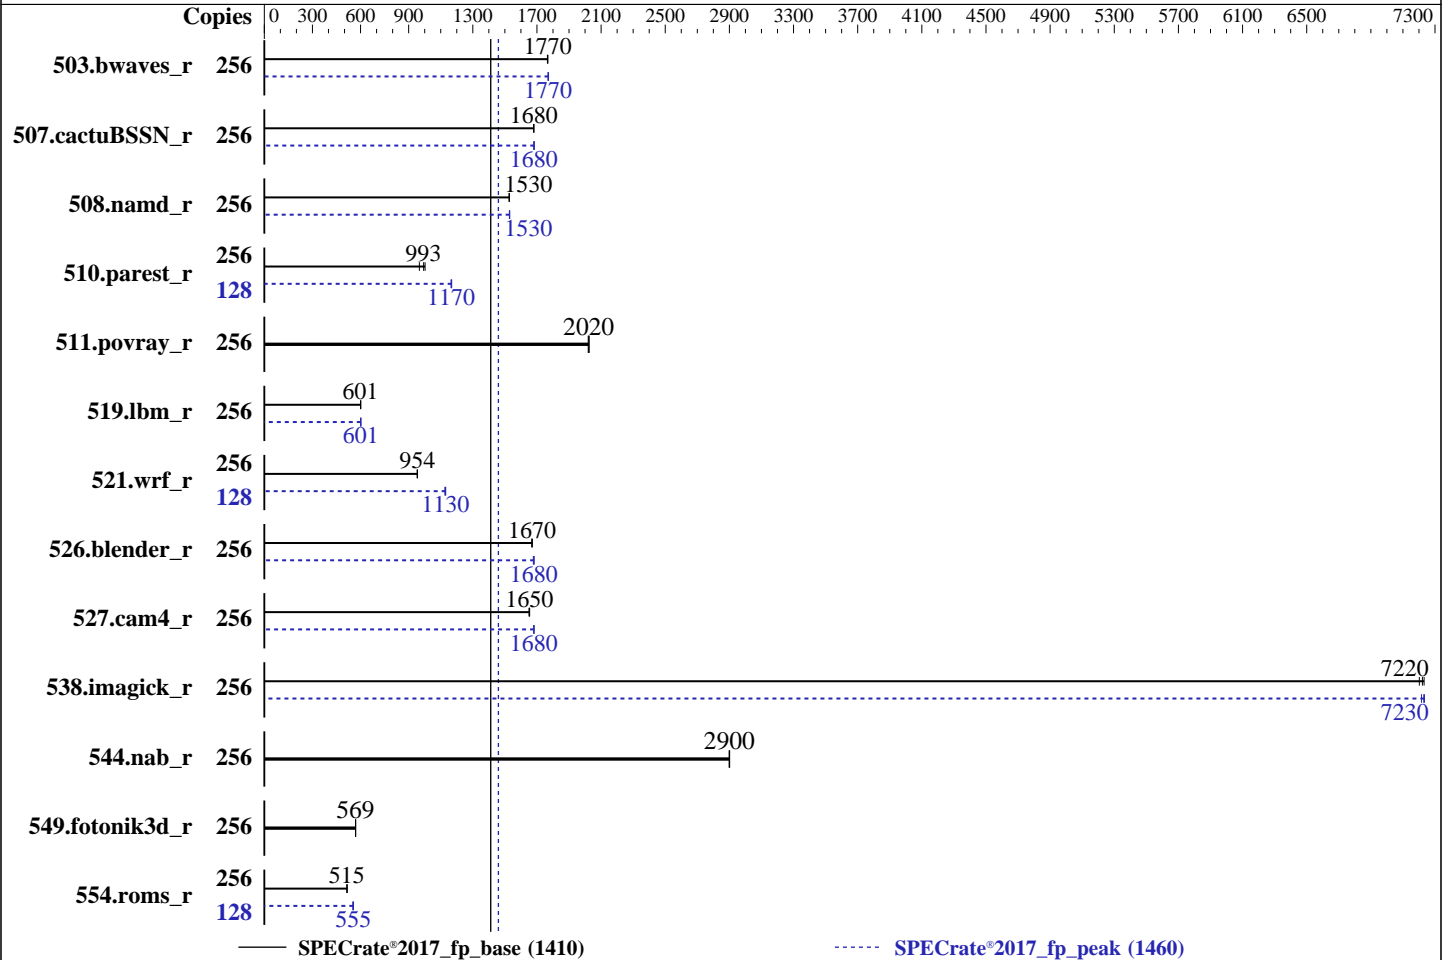 Copies 0 300 600 900 1300 1700 2100 2500 2900 3300 3700 4100 4500 4900 5300 5700 6100 6500 7300
503.bwaves_r 256 1770
1770
507.cactuBSSN_r 256 1680
1680
508.namd_r 256 1530
1530
510.parest_r 256 993
128 1170
511.povray_r 256 2020
519.lbm_r 256 601
601
521.wrf_r 256 954
128 1130
526.blender_r 256 1670
1680
527.cam4_r 256 1650
1680
538.imagick_r 256 7220
7230
544.nab_r 256 2900
549.fotonik3d_r 256 569
554.roms_r 256 515
128 555
SPECrate®2017_fp_base (1410) SPECrate®2017_fp_peak (1460)